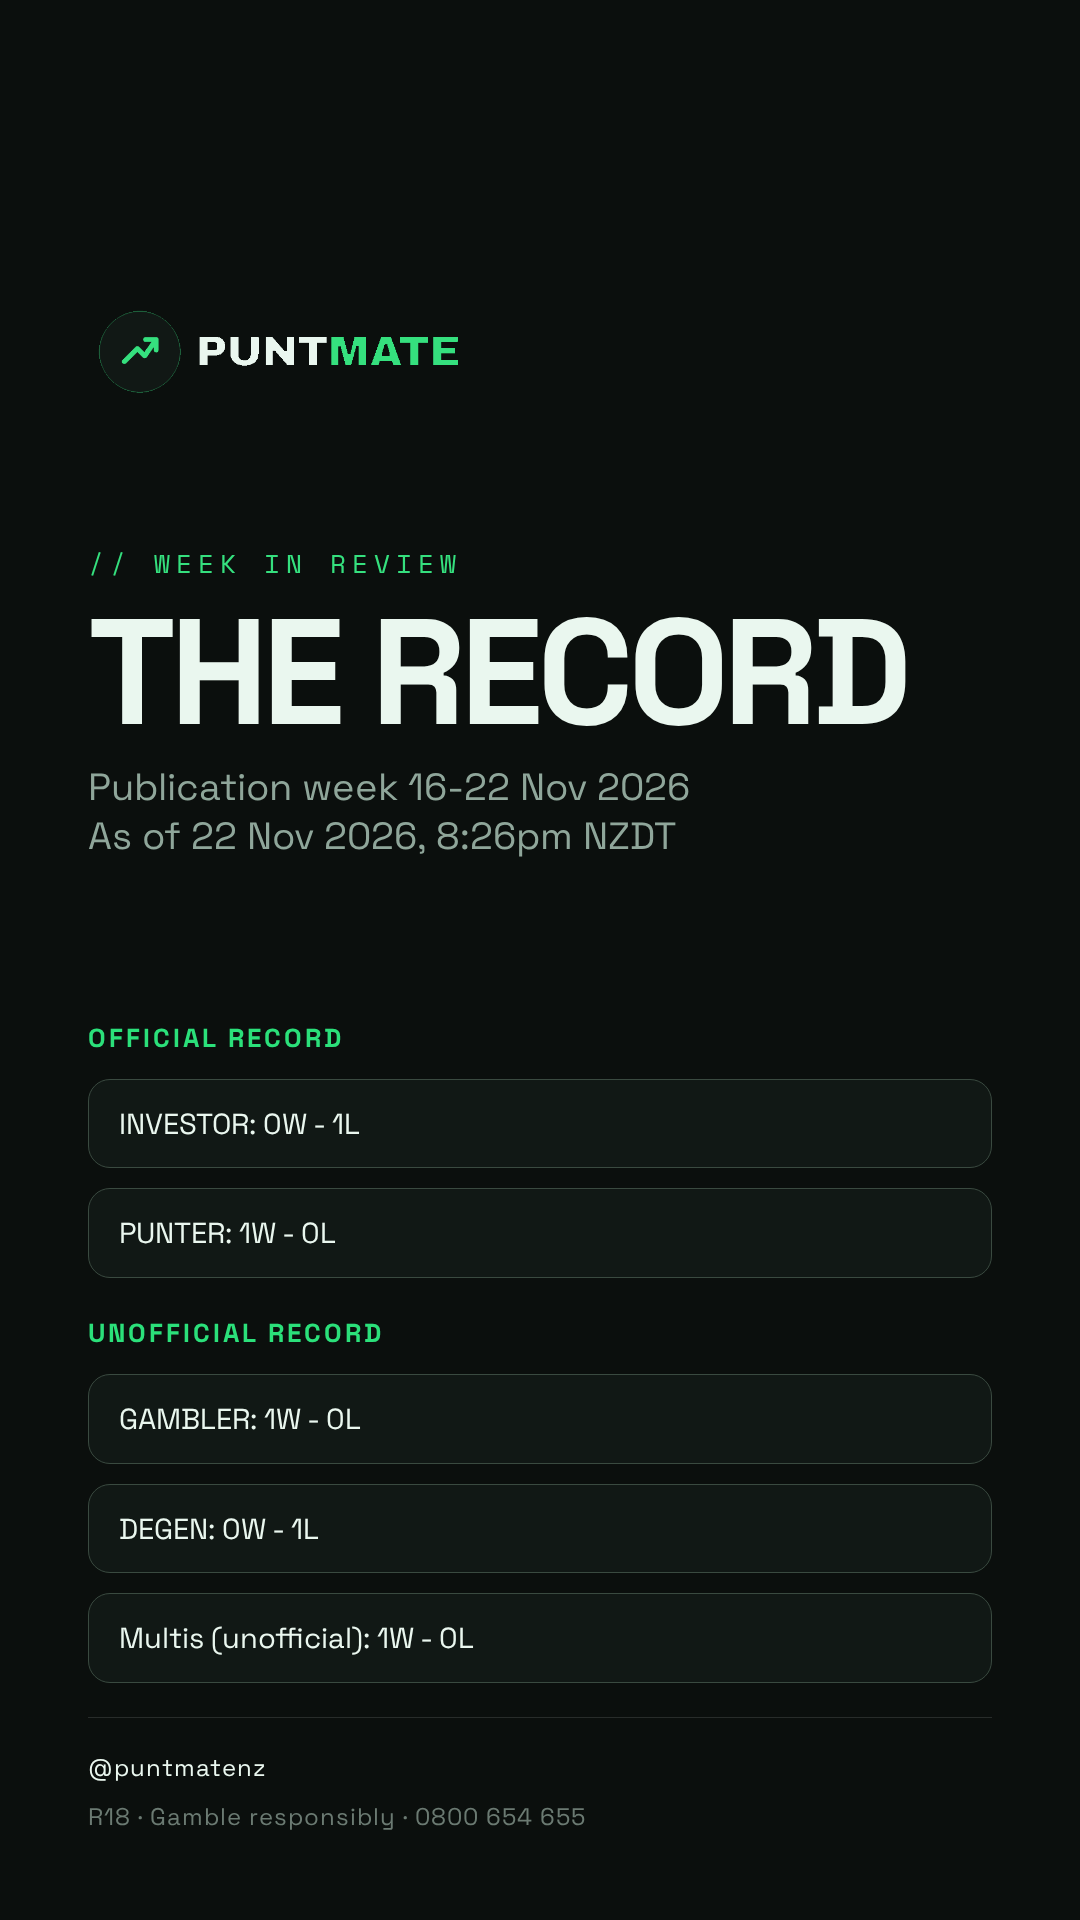 PUNTMATE
// WEEK IN REVIEW
THE RECORD
Publication week 16-22 Nov 2026
As of 22 Nov 2026, 8:26pm NZDT
OFFICIAL RECORD
INVESTOR: 0W - 1L
PUNTER: 1W - 0L
UNOFFICIAL RECORD
GAMBLER: 1W - 0L
DEGEN: 0W - 1L
Multis (unofficial): 1W - 0L
@puntmatenz
R18 · Gamble responsibly · 0800 654 655